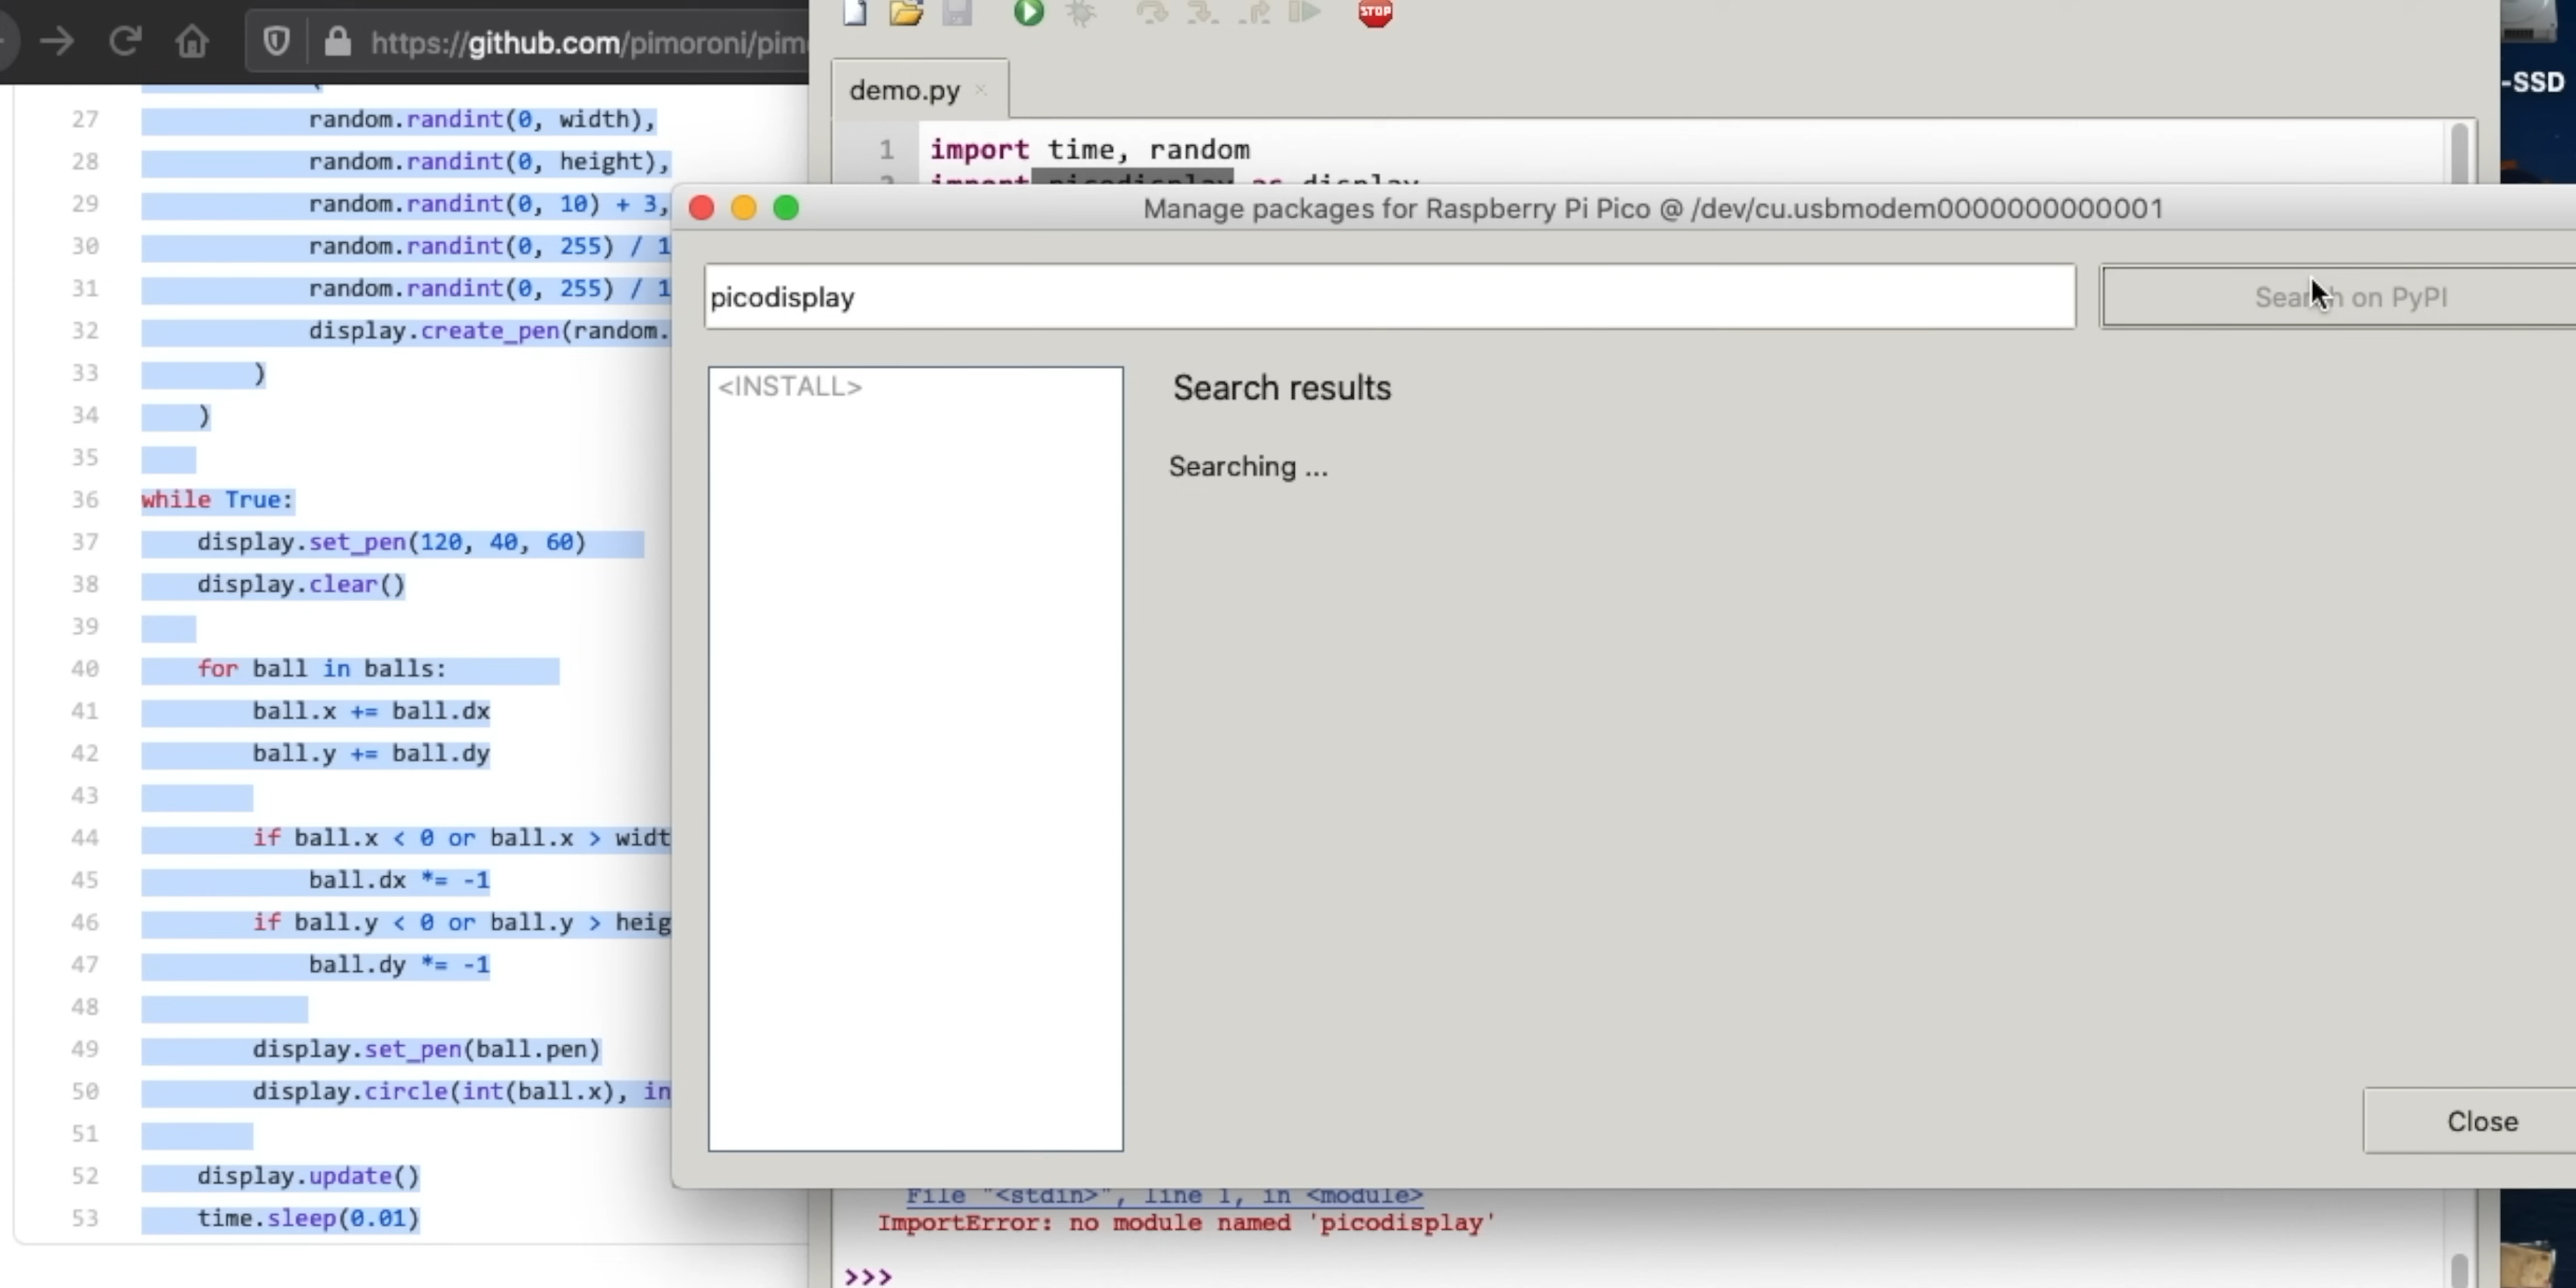 https://github.com/pimoroni/pim
27 random.randint(0, width),
28 random.randint(0, height),
29 random.randint(0, 10) + 3,
30 random.randint(0, 255) / 1
31 random.randint(0, 255) / 1
32 display.create_pen(random.
33 )
34 )
35
36 while True:
37 display.set_pen(120, 40, 60)
38 display.clear()
39
40 for ball in balls:
41 ball.x += ball.dx
42 ball.y += ball.dy
43
44 if ball.x < 0 or ball.x > widt
45 ball.dx *= -1
46 if ball.y < 0 or ball.y > heig
47 ball.dy *= -1
48
49 display.set_pen(ball.pen)
50 display.circle(int(ball.x), in
51
52 display.update()
53 time.sleep(0.01)
STOP
demo.py
1 import time, random
2 import picodisplay as display
Manage packages for Raspberry Pi Pico @ /dev/cu.usbmodem0000000000001
picodisplay
Search on PyPI
<INSTALL>
Search results
Searching ...
Close
File "<stdin>", line 1, in <module>
ImportError: no module named 'picodisplay'
>>>
-SSD